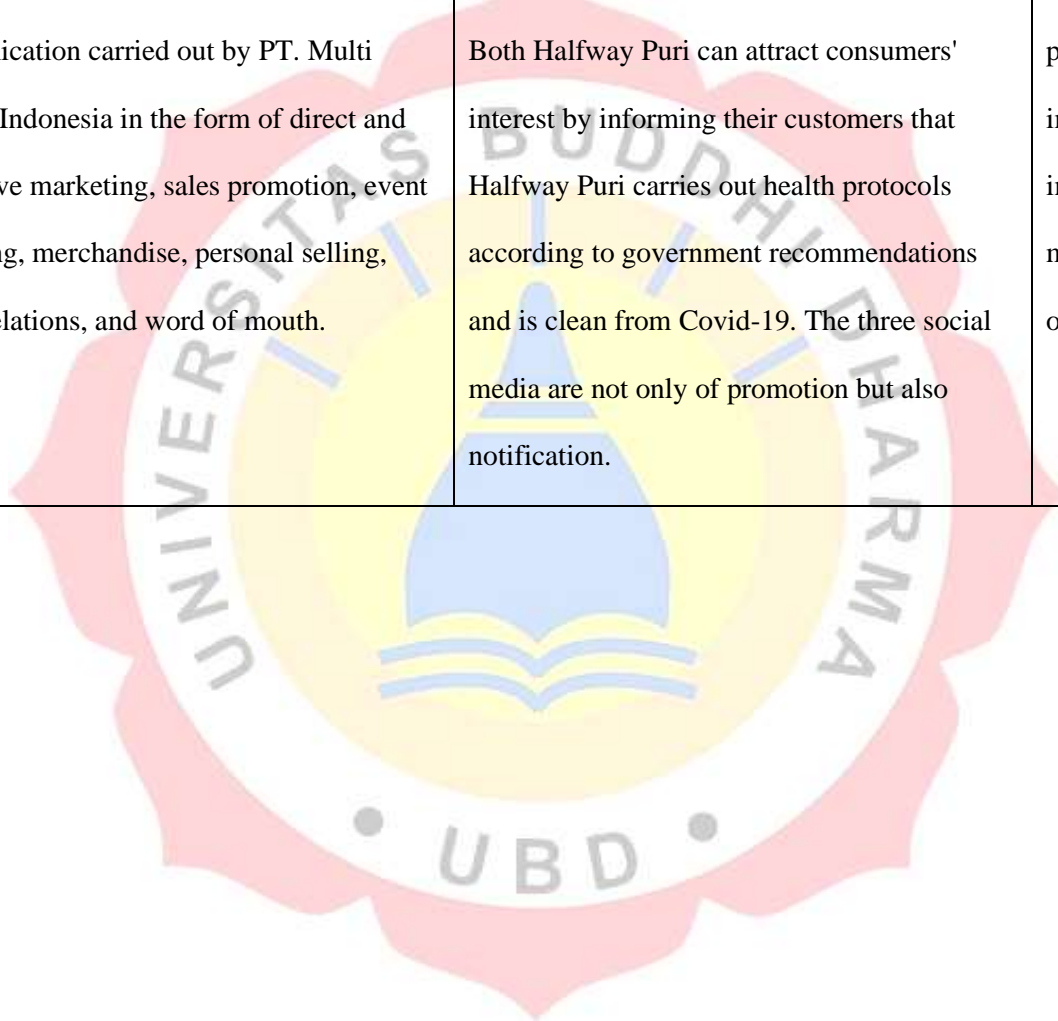 ication carried out by PT. Multi
Indonesia in the form of direct and
ve marketing, sales promotion, event
g, merchandise, personal selling,
elations, and word of mouth.
Both Halfway Puri can attract consumers'
interest by informing their customers that
Halfway Puri carries out health protocols
according to government recommendations
and is clean from Covid-19. The three social
media are not only of promotion but also
notification.
p
in
in
n
o
UNIVERSITAS BUDDHI DHARMA
• UBD •